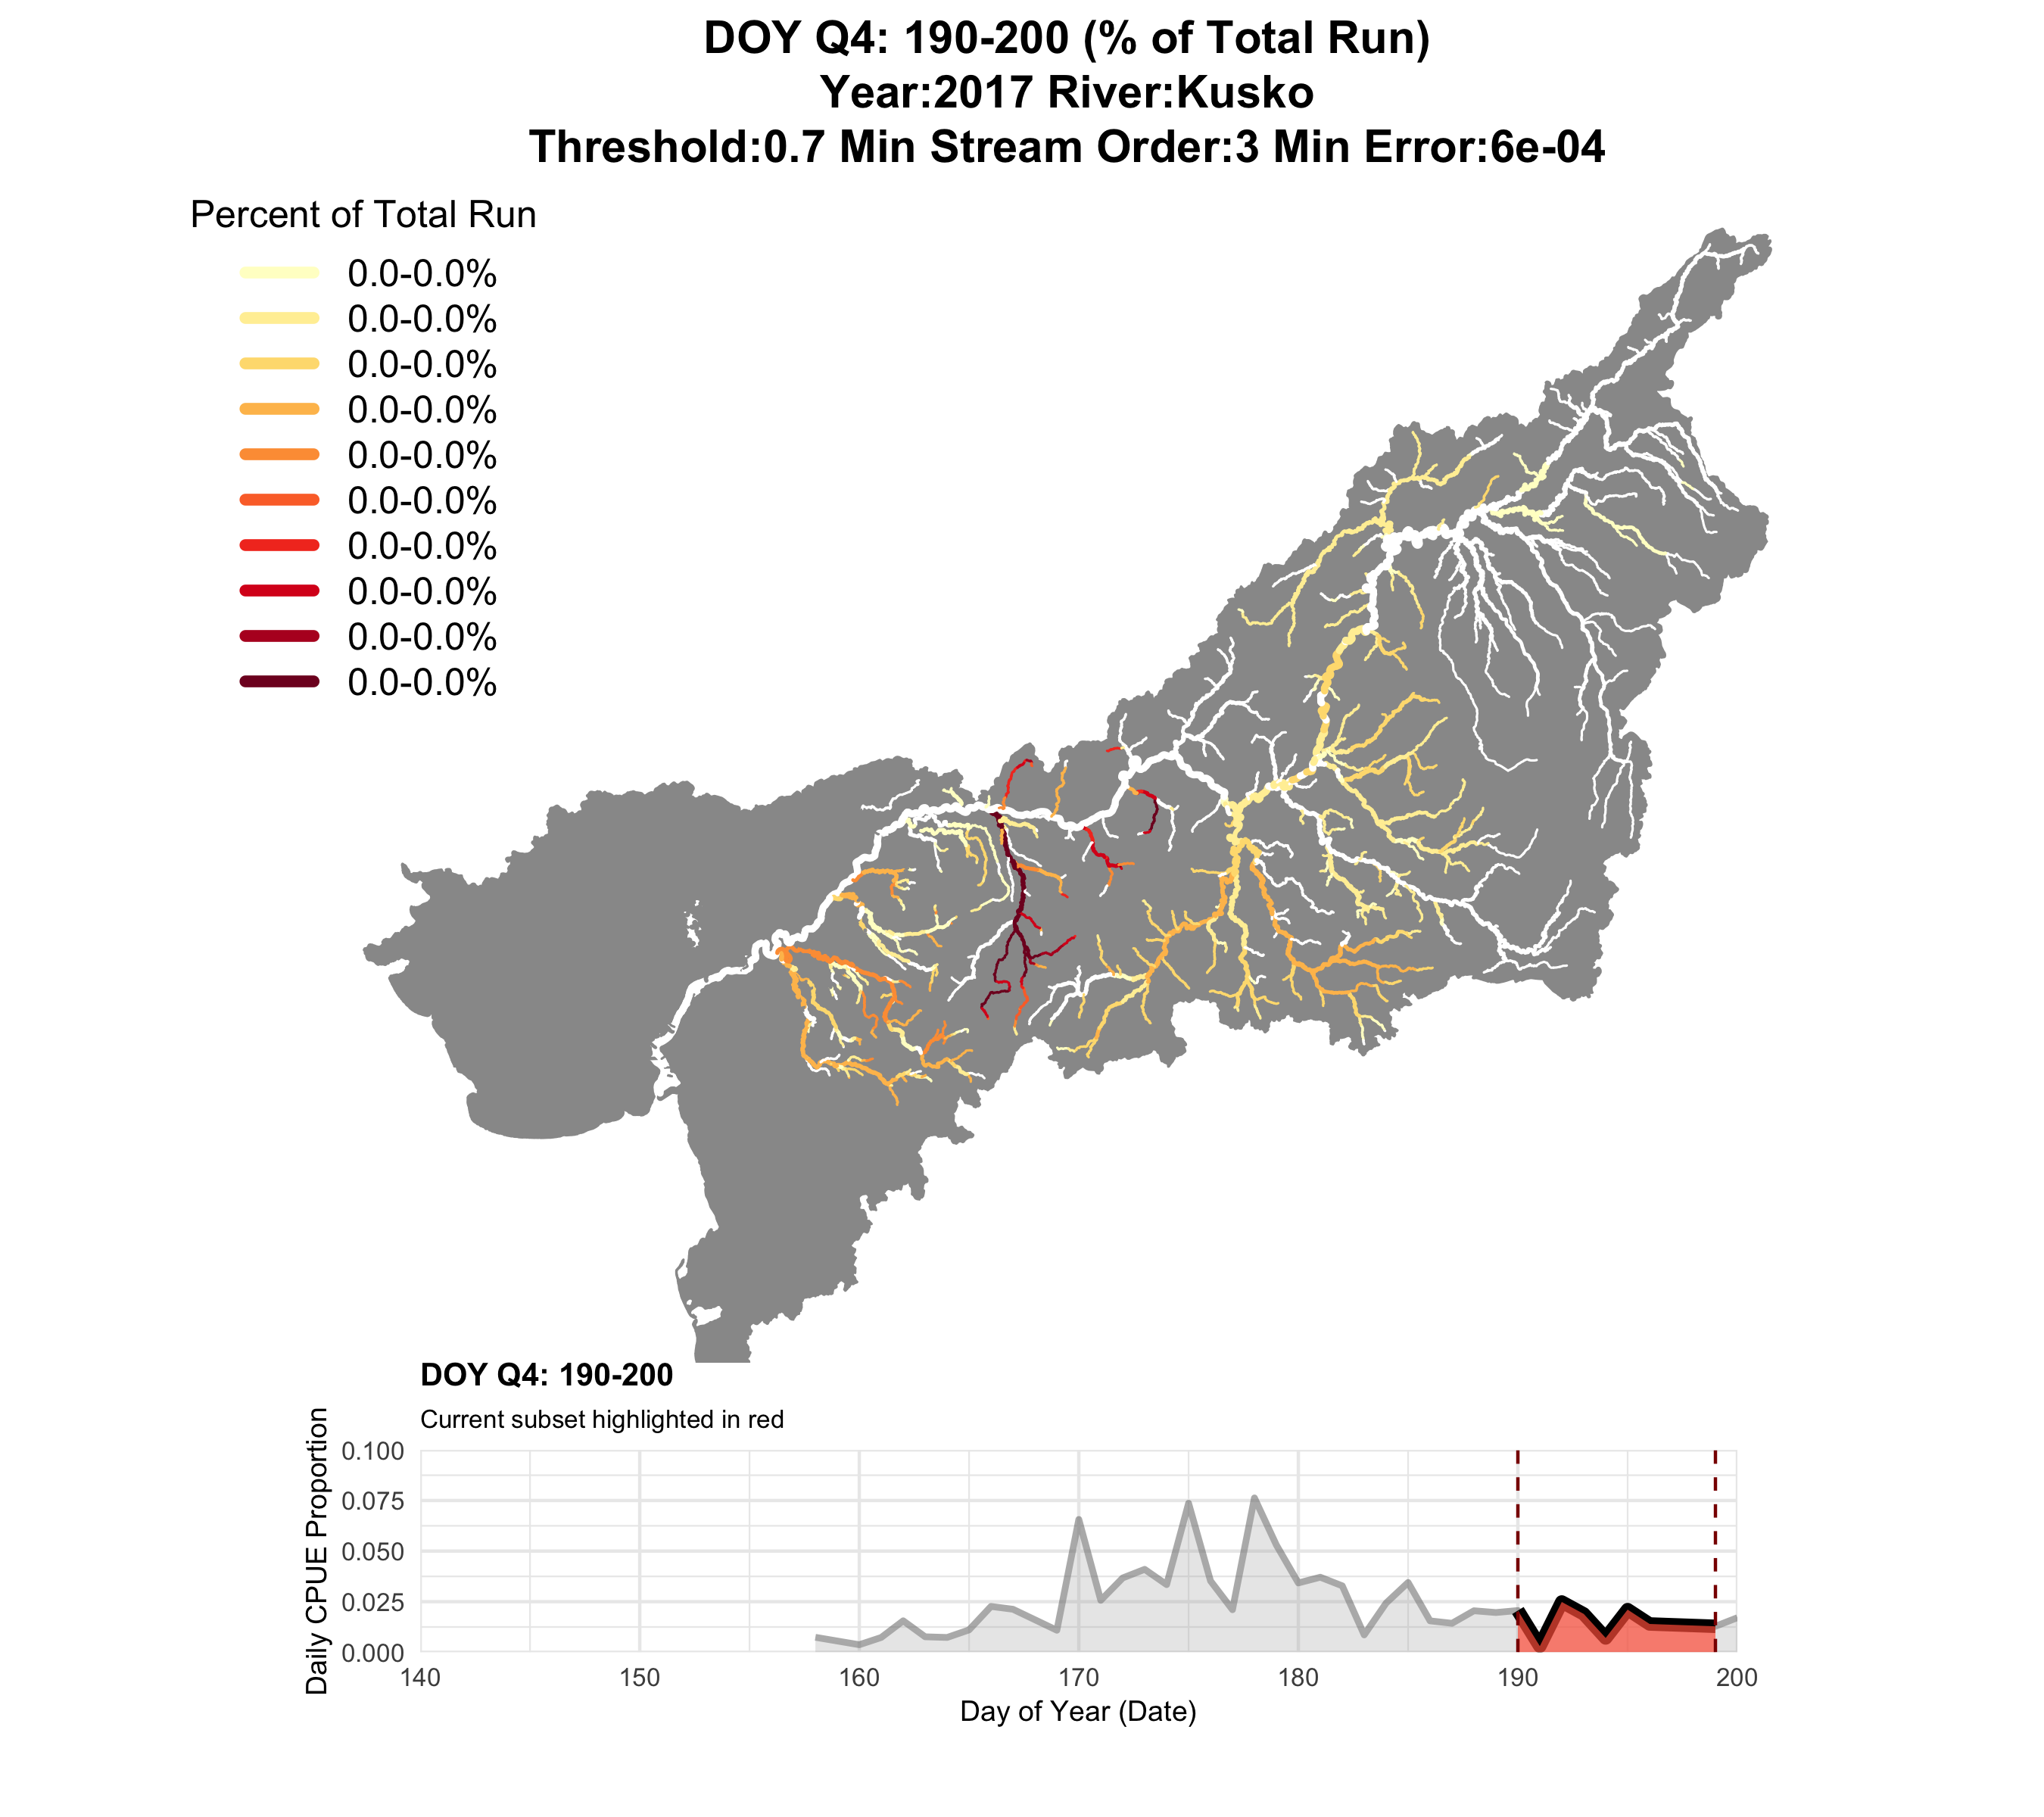 DOY Q4: 190-200 (% of Total Run)
Year:2017 River:Kusko
Threshold:0.7 Min Stream Order:3 Min Error:6e-04
Percent of Total Run
0.0-0.0%
0.0-0.0%
0.0-0.0%
0.0-0.0%
0.0-0.0%
0.0-0.0%
0.0-0.0%
0.0-0.0%
0.0-0.0%
0.0-0.0%
DOY Q4: 190-200
Current subset highlighted in red
Daily CPUE Proportion
0.100
0.075
0.050
0.025
0.000
140 150 160 170 180 190 200
Day of Year (Date)